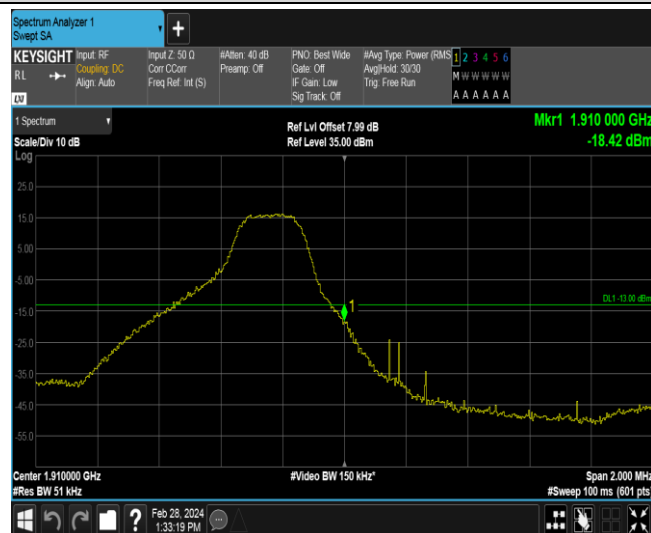 Spectrum Analyzer 1
Swept SA
+
KEYSIGHT
RL
LXI
Input: RF
Coupling: DC
Align: Auto
Input Z: 50 Ω
Corr CCorr
Freq Ref: Int (S)
#Atten: 40 dB
Preamp: Off
PNO: Best Wide
Gate: Off
IF Gain: Low
Sig Track: Off
#Avg Type: Power (RMS
Avg|Hold: 30/30
Trig: Free Run
1 2 3 4 5 6
M W W W W W
A A A A A A
1 Spectrum
Scale/Div 10 dB
Log
Ref Lvl Offset 7.99 dB
Ref Level 35.00 dBm
Mkr1 1.910 000 GHz
-18.42 dBm
25.0
15.0
5.00
-5.00
-15.0
-25.0
-35.0
-45.0
-55.0
1
DL1 -13.00 dBm
Center 1.910000 GHz
#Res BW 51 kHz
#Video BW 150 kHz*
Span 2.000 MHz
#Sweep 100 ms (601 pts)
?
Feb 28, 2024
1:33:19 PM